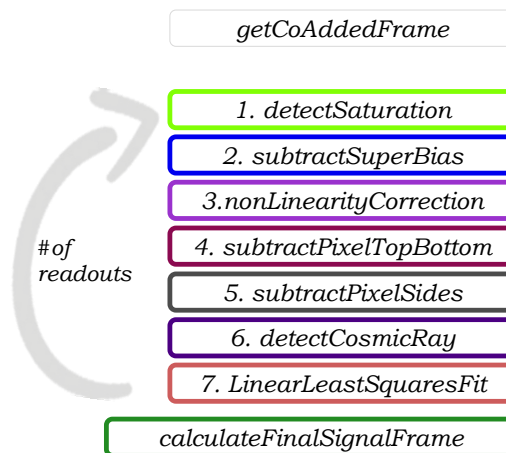 getCoAddedFrame
1. detectSaturation
2. subtractSuperBias
3.nonLinearityCorrection
#of
readouts
4. subtractPixelTopBottom
5. subtractPixelSides
6. detectCosmicRay
7. LinearLeastSquaresFit
calculateFinalSignalFrame